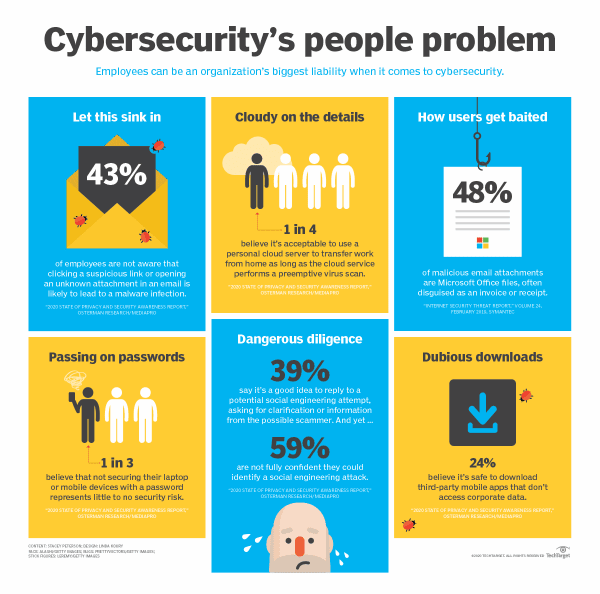 Cybersecurity's people problem
Employees can be an organization's biggest liability when it comes to cybersecurity.
Let this sink in
43%
of employees are not aware that
clicking a suspicious link or opening
an unknown attachment in an email is
likely to lead to a malware infection.
"2020 STATE OF PRIVACY AND SECURITY AWARENESS REPORT,"
OSTERMAN RESEARCH/MEDIAPRO
Cloudy on the details
1 in 4
believe it's acceptable to use a
personal cloud server to transfer work
from home as long as the cloud service
performs a preemptive virus scan.
"2020 STATE OF PRIVACY AND SECURITY AWARENESS REPORT,"
OSTERMAN RESEARCH/MEDIAPRO
How users get baited
48%
of malicious email attachments
are Microsoft Office files, often
disguised as an invoice or receipt.
"INTERNET SECURITY THREAT REPORT," VOLUME 24,
FEBRUARY 2019, SYMANTEC
Passing on passwords
1 in 3
believe that not securing their laptop
or mobile devices with a password
represents little to no security risk.
"2020 STATE OF PRIVACY AND SECURITY AWARENESS REPORT,"
OSTERMAN RESEARCH/MEDIAPRO
Dangerous diligence
39%
say it's a good idea to reply to a
potential social engineering attempt,
asking for clarification or information
from the possible scammer. And yet ...
59%
are not fully confident they could
identify a social engineering attack.
"2020 STATE OF PRIVACY AND SECURITY AWARENESS REPORT,"
OSTERMAN RESEARCH/MEDIAPRO
Dubious downloads
24%
believe it's safe to download
third-party mobile apps that don't
access corporate data.
"2020 STATE OF PRIVACY AND SECURITY AWARENESS REPORT,"
OSTERMAN RESEARCH/MEDIAPRO
CONTENT: STACEY PETERSON; DESIGN: LINDA KOURY
GETTY IMAGES
©2020 TECHTARGET. ALL RIGHTS RESERVED
TechTarget